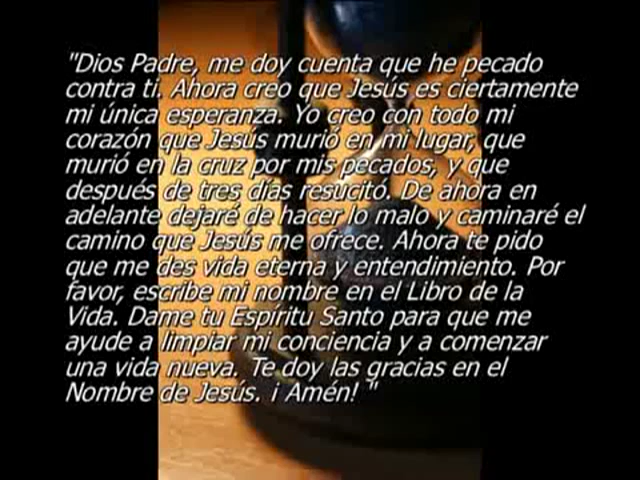 "Dios Padre, me doy cuenta que he pecado
contra ti. Ahora creo que Jesús es ciertamente
mi única esperanza. Yo creo con todo mi
corazón que Jesús murió en mi lugar, que
murió en la cruz por mis pecados, y que
después de tres días resucitó. De ahora en
adelante dejaré de hacer lo malo y caminaré el
camino que Jesús me ofrece. Ahora te pido
que me des vida eterna y entendimiento. Por
favor, escribe mi nombre en el Libro de la
Vida. Dame tu Espíritu Santo para que me
ayude a limpiar mi conciencia y a comenzar
una vida nueva. Te doy las gracias en el
Nombre de Jesús. ¡ Amén! "